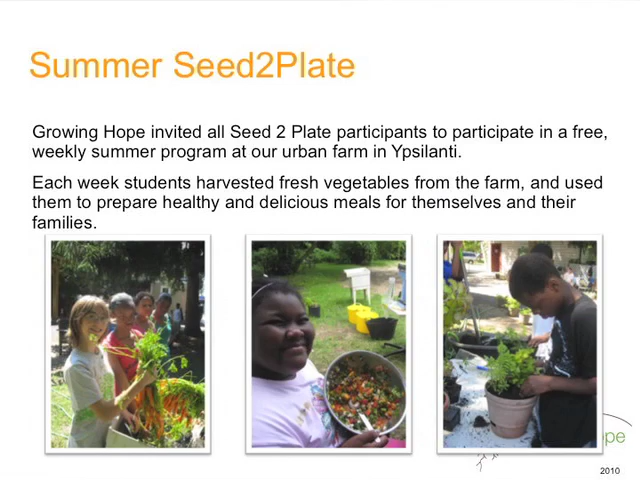 Summer Seed2Plate
Growing Hope invited all Seed 2 Plate participants to participate in a free,
weekly summer program at our urban farm in Ypsilanti.
Each week students harvested fresh vegetables from the farm, and used
them to prepare healthy and delicious meals for themselves and their
families.
ope
2010